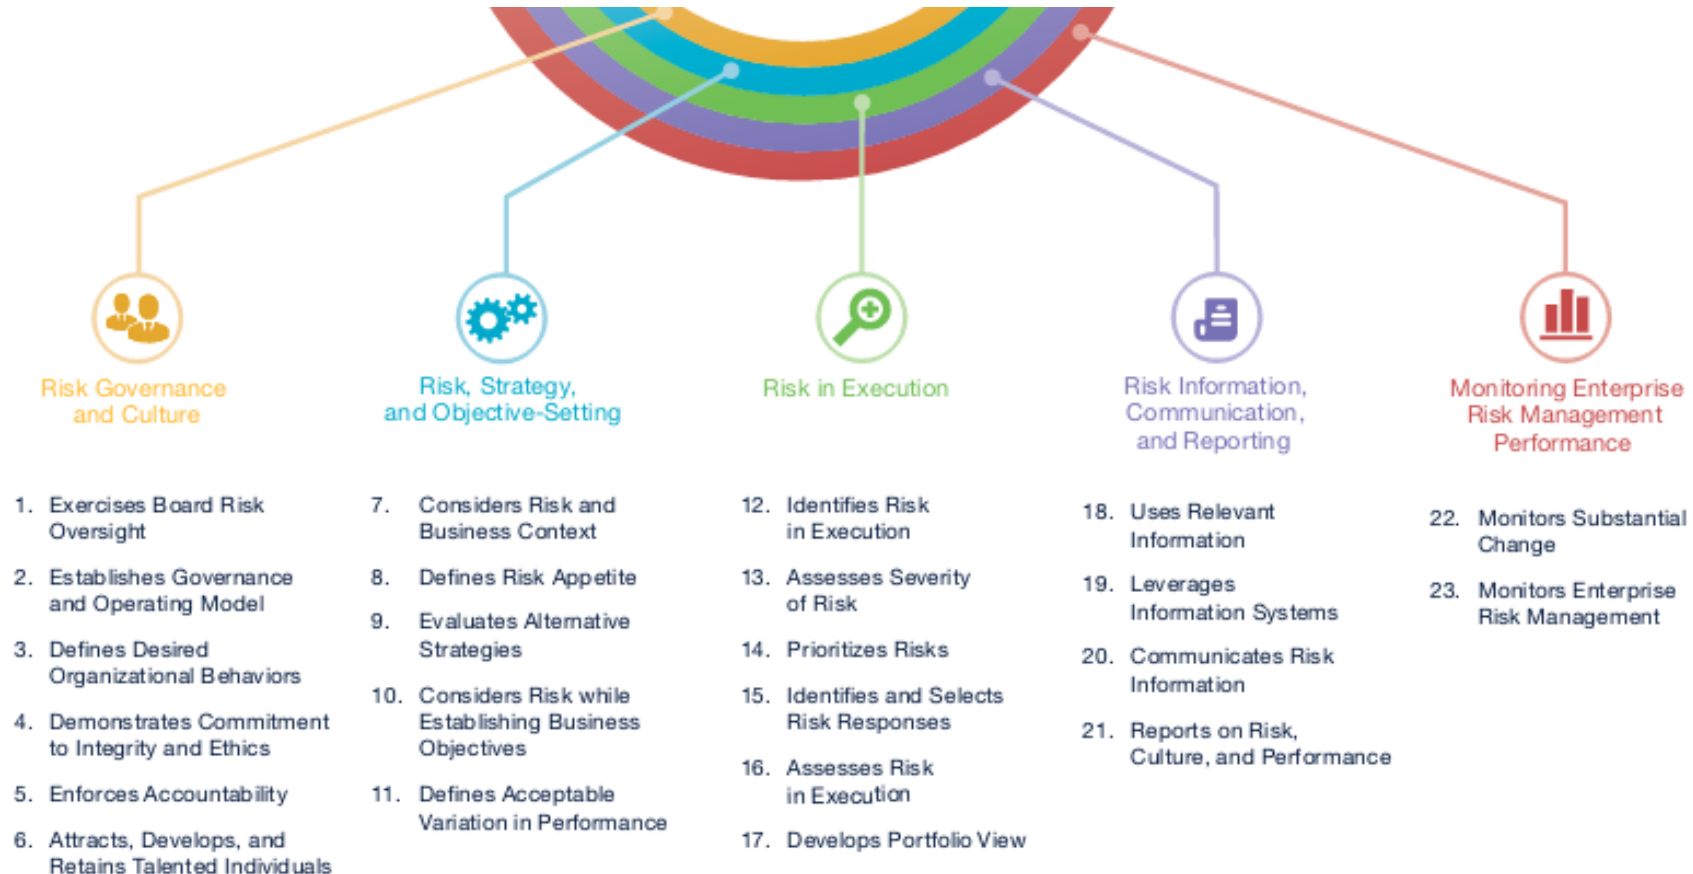 Risk Governance
and Culture
1. Exercises Board Risk
Oversight
2. Establishes Governance
and Operating Model
3. Defines Desired
Organizational Behaviors
4. Demonstrates Commitment
to Integrity and Ethics
5. Enforces Accountability
6. Attracts, Develops, and
Retains Talented Individuals
Risk, Strategy,
and Objective-Setting
7. Considers Risk and
Business Context
8. Defines Risk Appetite
9. Evaluates Alternative
Strategies
10. Considers Risk while
Establishing Business
Objectives
11. Defines Acceptable
Variation in Performance
Risk in Execution
12. Identifies Risk
in Execution
13. Assesses Severity
of Risk
14. Prioritizes Risks
15. Identifies and Selects
Risk Responses
16. Assesses Risk
in Execution
17. Develops Portfolio View
Risk Information,
Communication,
and Reporting
18. Uses Relevant
Information
19. Leverages
Information Systems
20. Communicates Risk
Information
21. Reports on Risk,
Culture, and Performance
Monitoring Enterprise
Risk Management
Performance
22. Monitors Substantial
Change
23. Monitors Enterprise
Risk Management